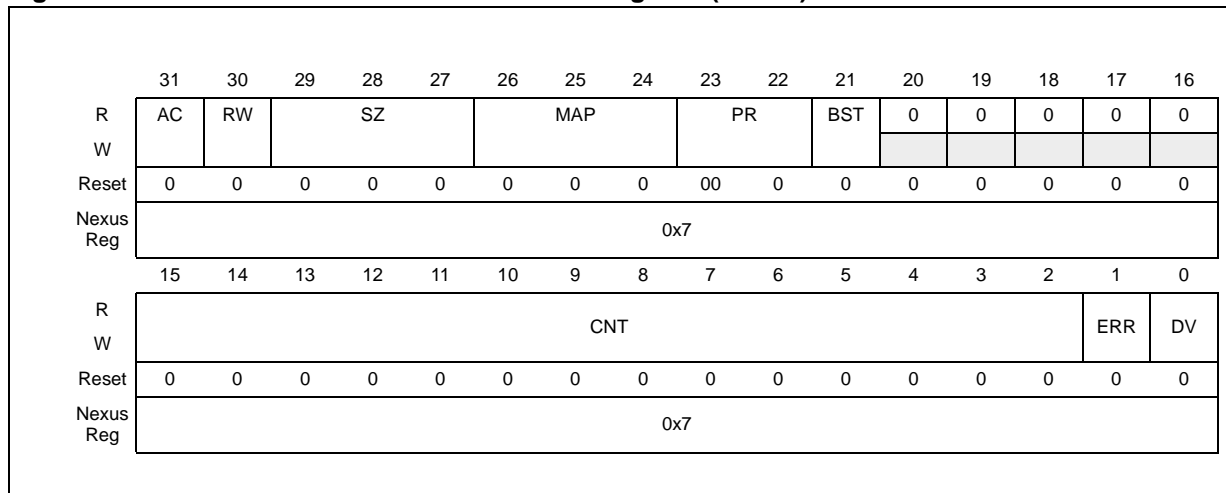 31 30 29 28 27 26 25 24 23 22 21 20 19 18 17 16
R AC RW SZ MAP PR BST 0 0 0 0 0
W
Reset 0 0 0 0 0 0 0 0 00 0 0 0 0 0 0 0
Nexus
Reg
0x7
15 14 13 12 11 10 9 8 7 6 5 4 3 2 1 0
R
CNT ERR DV
W
Reset 0 0 0 0 0 0 0 0 0 0 0 0 0 0 0 0
Nexus
Reg
0x7